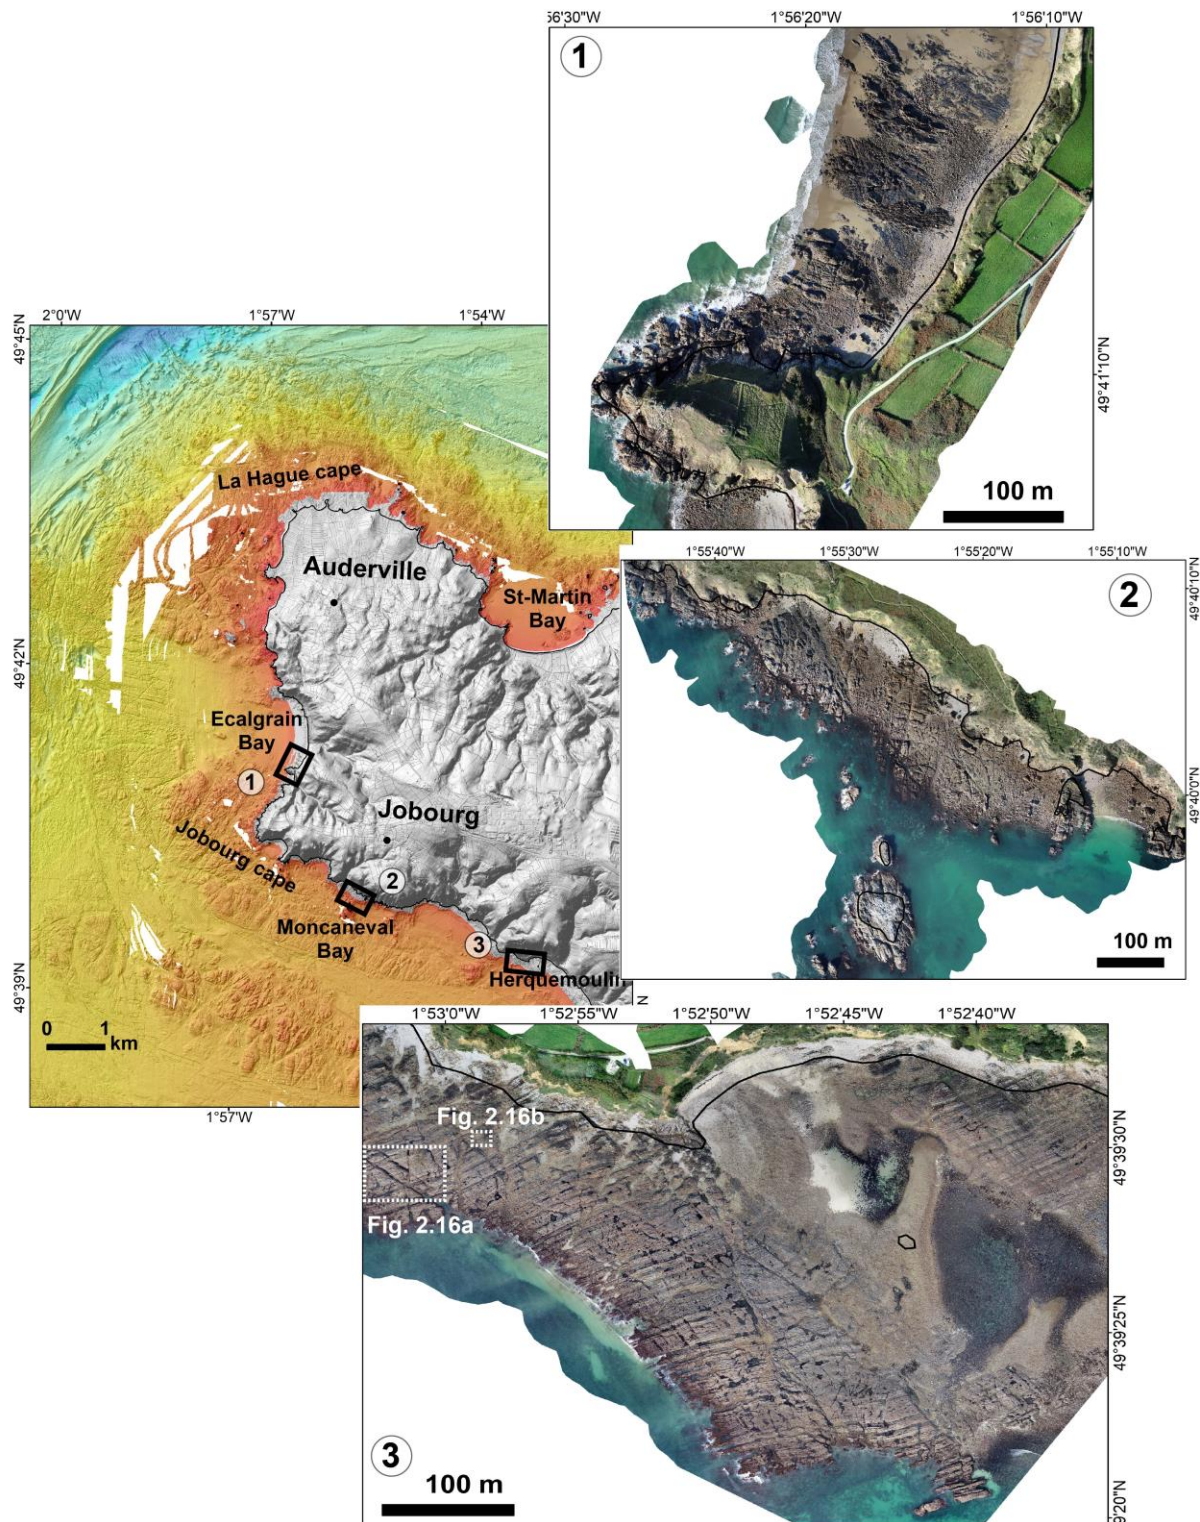 56'30"W 1°56'20"W 1°56'10"W
1
49°41'10"N
100 m
2°0'W 1°57'W 1°54'W
49°45'N
La Hague cape
Auderville
St-Martin
Bay
49°42'N
Ecalgrain
Bay
1
Jobourg
Jobourg cape
2
Moncaneval
Bay
3
Herquemoulin
49°39'N
0 1
km
N
1°57'W
1°55'40"W 1°55'30"W 1°55'20"W 1°55'10"W
2
49°40'10"N
49°40'0"N
100 m
1°53'0"W 1°52'55"W 1°52'50"W 1°52'45"W 1°52'40"W
Fig. 2.16b
Fig. 2.16a
49°39'30"N
49°39'25"N
9'20"N
3
100 m